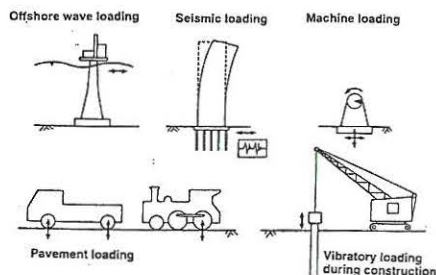 Offshore wave loading
Seismic loading
Machine loading
Pavement loading
Vibratory loading
during construction